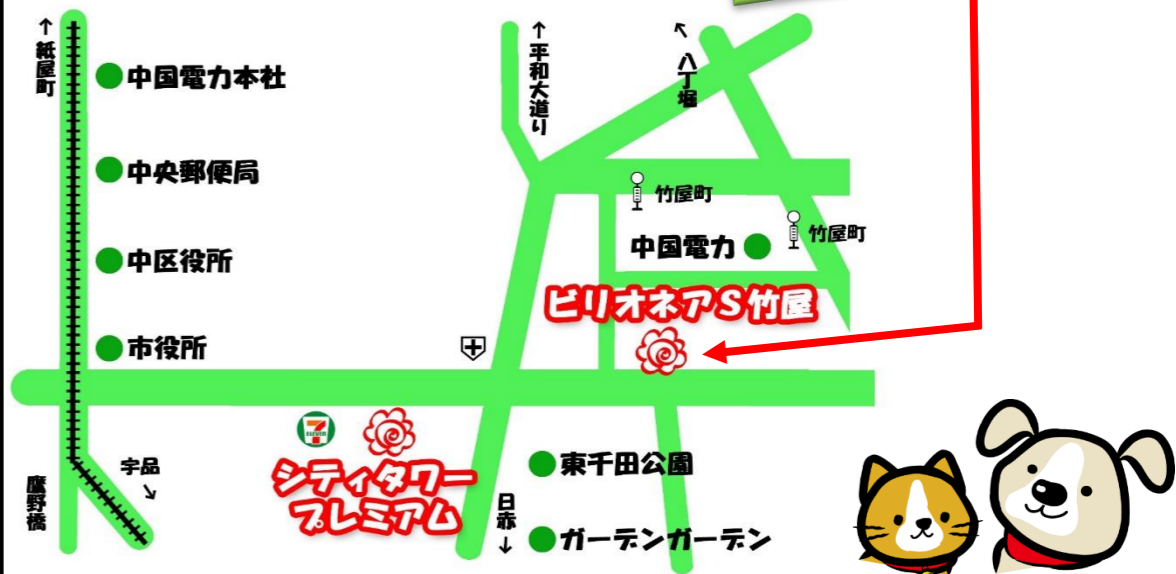 ↑紙屋町
中国電力本社
中央郵便局
中区役所
市役所
↑平和大通り
↑八丁堀
竹屋町
竹屋町
中国電力
ビリオネアS竹屋
7
ELEVEN
シティタワー
プレミアム
東千田公園
ガーデンガーデン
日赤↓
宇品
↓
鷹野橋